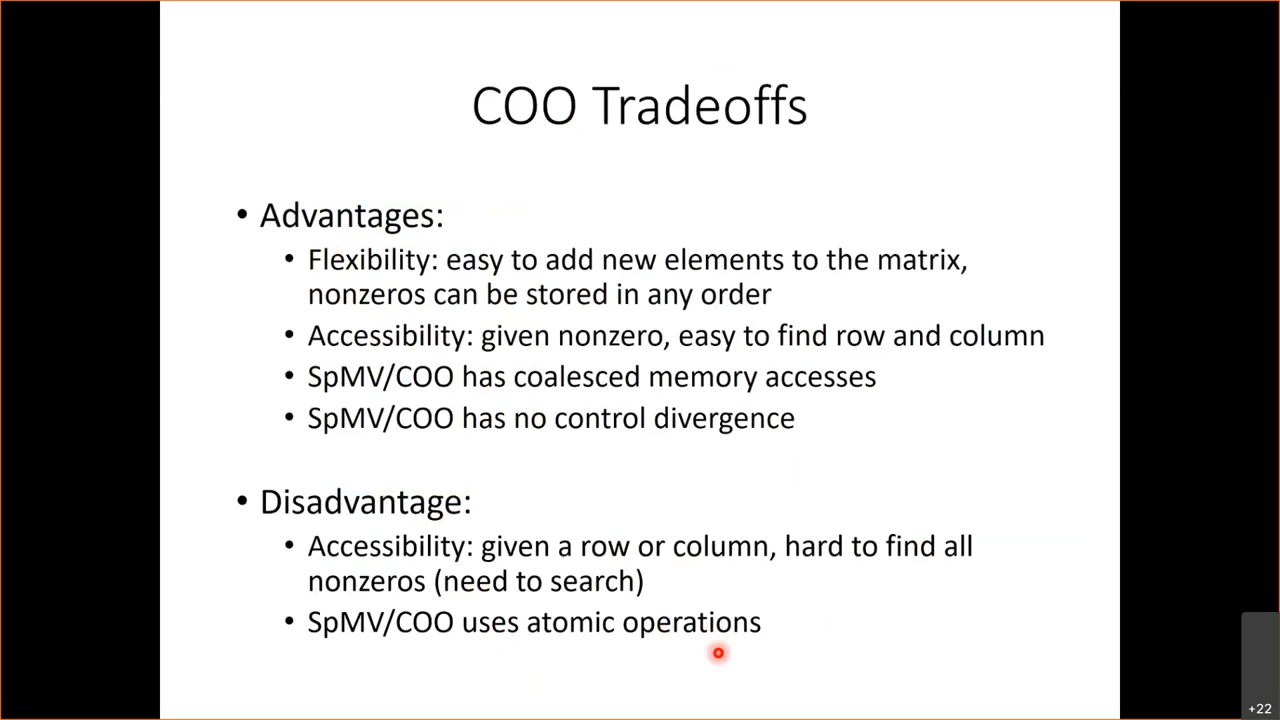 COO Tradeoffs
• Advantages:
• Flexibility: easy to add new elements to the matrix,
nonzeros can be stored in any order
• Accessibility: given nonzero, easy to find row and column
• SpMV/COO has coalesced memory accesses
• SpMV/COO has no control divergence
• Disadvantage:
• Accessibility: given a row or column, hard to find all
nonzeros (need to search)
• SpMV/COO uses atomic operations
+22